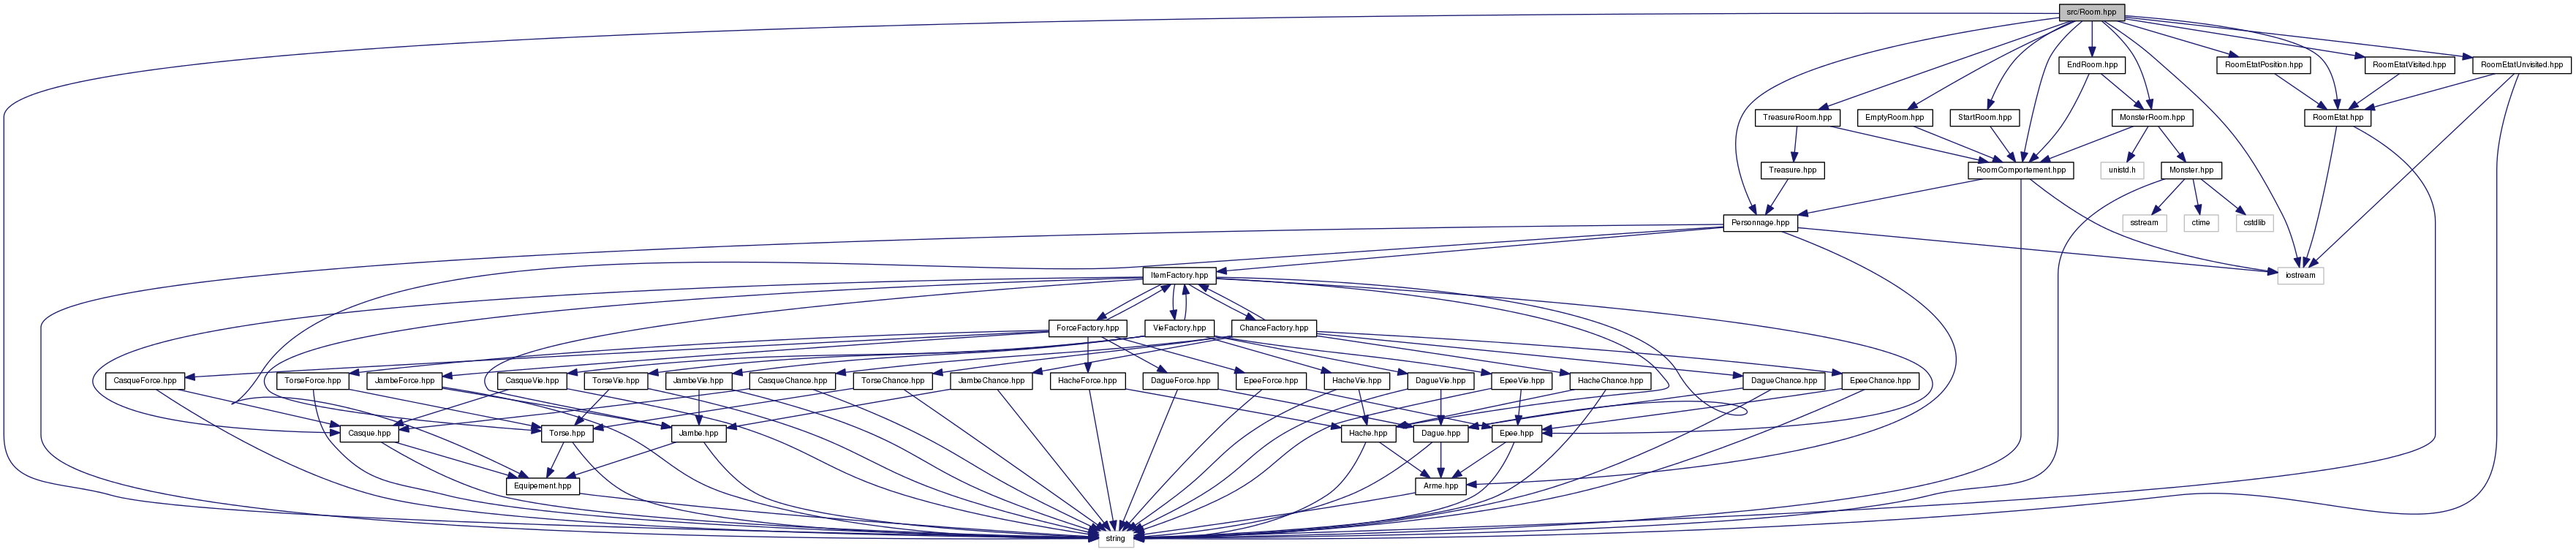 src/Room.hpp
EndRoom.hpp
RoomEtatPosition.hpp
RoomEtatVisited.hpp
RoomEtatUnvisited.hpp
TreasureRoom.hpp
EmptyRoom.hpp
StartRoom.hpp
MonsterRoom.hpp
RoomEtat.hpp
Treasure.hpp
RoomComportement.hpp
unistd.h
Monster.hpp
Personnage.hpp
sstream
ctime
cstdlib
ItemFactory.hpp
iostream
ForceFactory.hpp
VieFactory.hpp
ChanceFactory.hpp
CasqueForce.hpp
TorseForce.hpp
JambeForce.hpp
CasqueVie.hpp
TorseVie.hpp
JambeVie.hpp
CasqueChance.hpp
TorseChance.hpp
JambeChance.hpp
HacheForce.hpp
DagueForce.hpp
EpeeForce.hpp
HacheVie.hpp
DagueVie.hpp
EpeeVie.hpp
HacheChance.hpp
DagueChance.hpp
EpeeChance.hpp
Casque.hpp
Torse.hpp
Jambe.hpp
Hache.hpp
Dague.hpp
Epee.hpp
Equipement.hpp
Arme.hpp
string